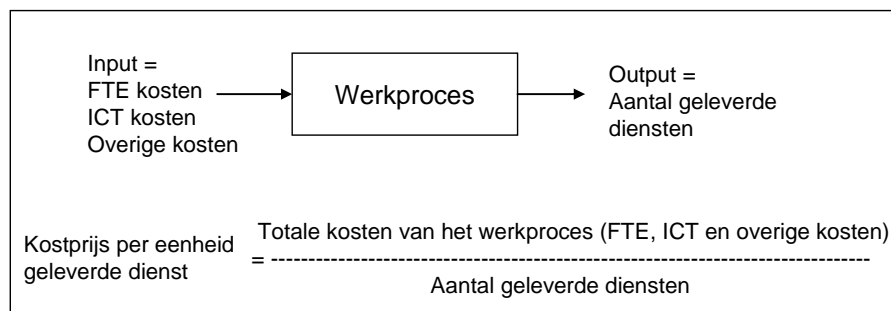 Input =
FTE kosten
ICT kosten
Overige kosten
Werkproces
Output =
Aantal geleverde
diensten
Kostprijs per eenheid
geleverde dienst
Totale kosten van het werkproces (FTE, ICT en overige kosten)
= --------------------------------------------------------------------------------
Aantal geleverde diensten